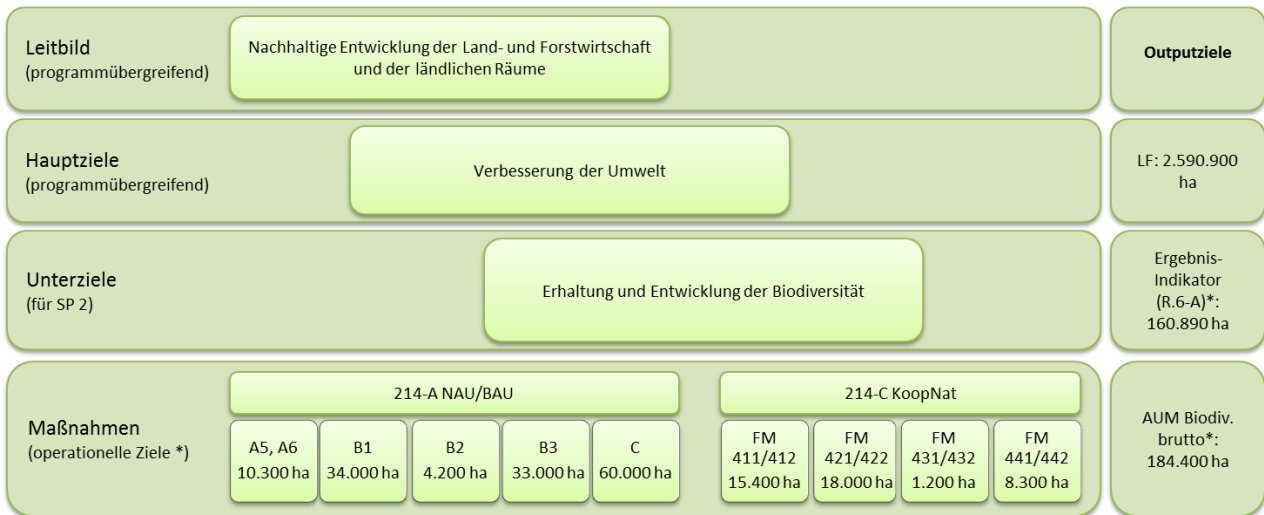 Leitbild
(programmübergreifend)
Nachhaltige Entwicklung der Land- und Forstwirtschaft
und der ländlichen Räume
Outputziele
Hauptziele
(programmübergreifend)
Verbesserung der Umwelt
LF: 2.590.900
ha
Unterziele
(für SP 2)
Erhaltung und Entwicklung der Biodiversität
Ergebnis-
Indikator
(R.6-A)*:
160.890 ha
Maßnahmen
(operationelle Ziele *)
214-A NAU/BAU
A5, A6
10.300 ha
B1
34.000 ha
B2
4.200 ha
B3
33.000 ha
C
60.000 ha
214-C KoopNat
FM
411/412
15.400 ha
FM
421/422
18.000 ha
FM
431/432
1.200 ha
FM
441/442
8.300 ha
AUM Biodiv.
brutto*:
184.400 ha